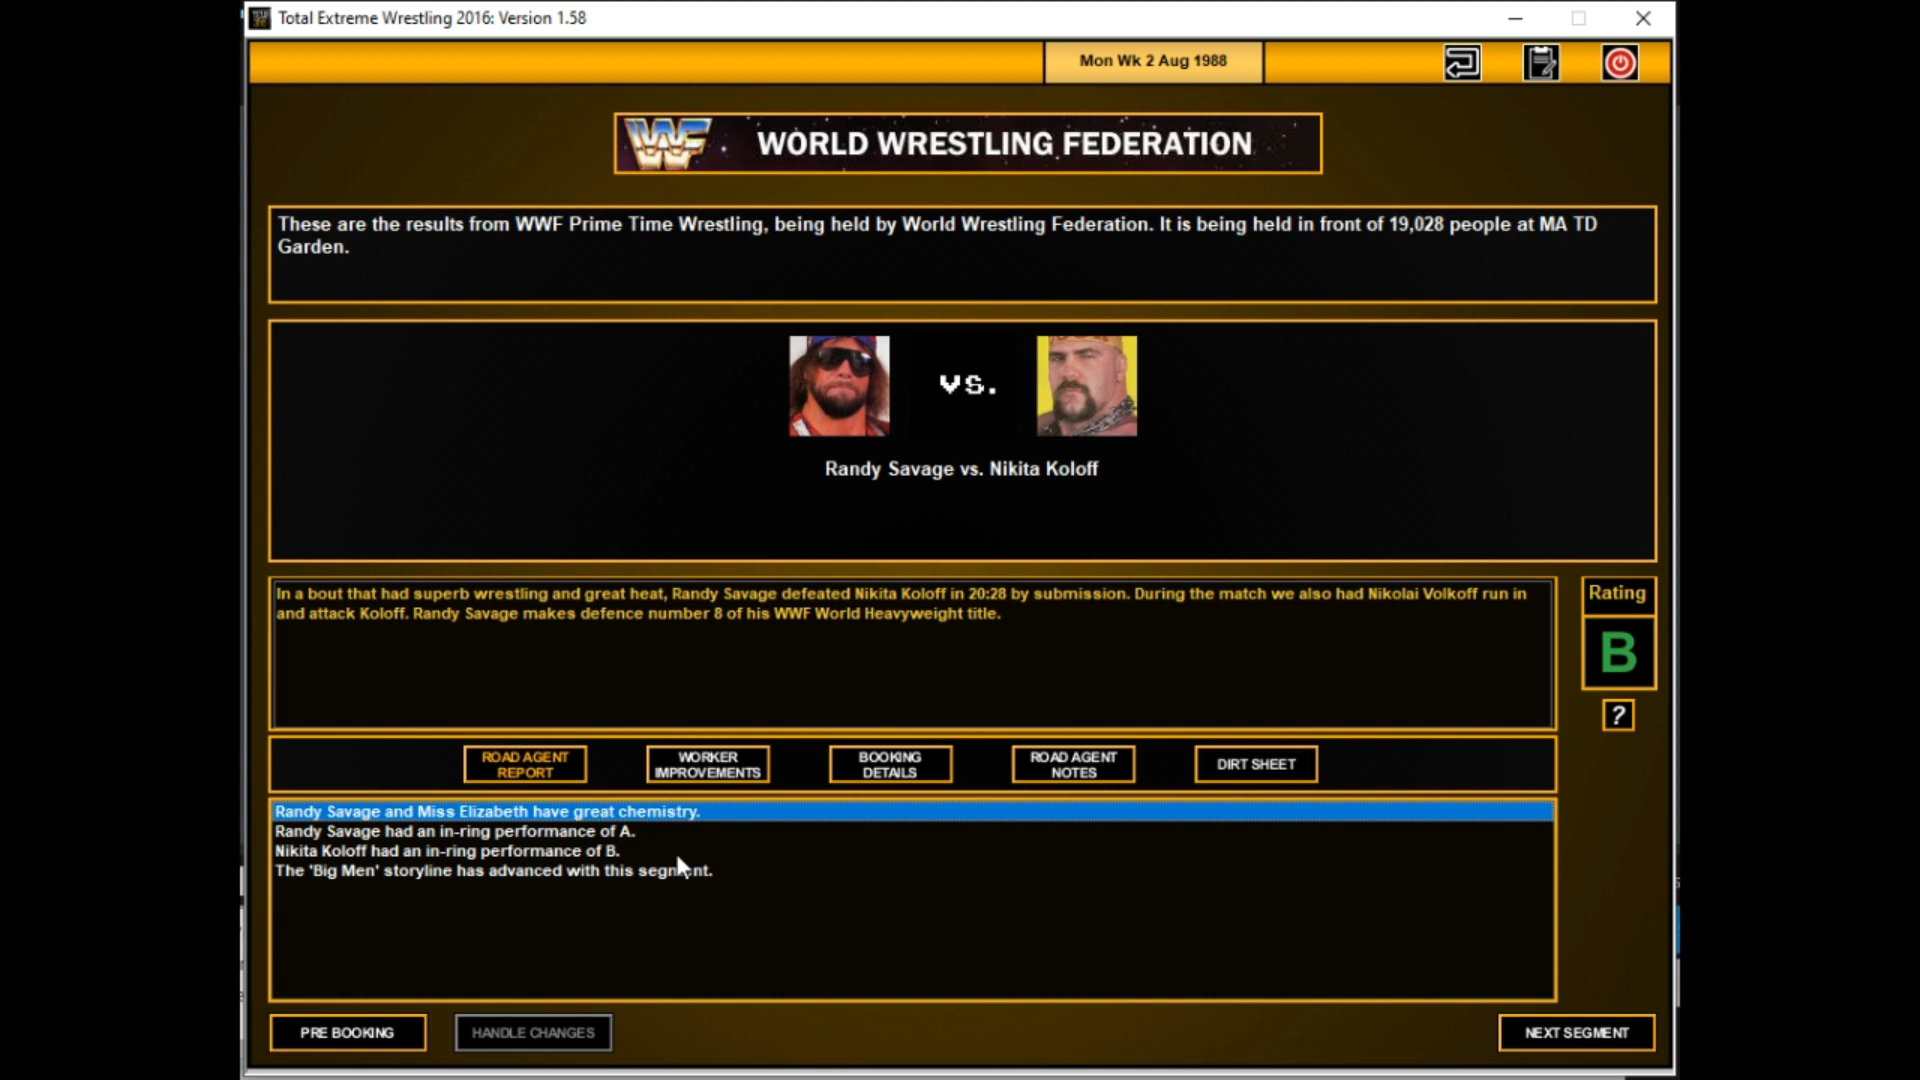 Total Extreme Wrestling 2016: Version 1.58
Mon Wk 2 Aug 1988
WF WORLD WRESTLING FEDERATION
These are the results from WWF Prime Time Wrestling, being held by World Wrestling Federation. It is being held in front of 19,028 people at MA TD
Garden.
vs.
Randy Savage vs. Nikita Koloff
In a bout that had superb wrestling and great heat, Randy Savage defeated Nikita Koloff in 20:28 by submission. During the match we also had Nikolai Volkoff run in
and attack Koloff. Randy Savage makes defence number 8 of his WWF World Heavyweight title.
Rating
B
?
ROAD AGENT
REPORT
WORKER
IMPROVEMENTS
BOOKING
DETAILS
ROAD AGENT
NOTES
DIRT SHEET
Randy Savage and Miss Elizabeth have great chemistry.
Randy Savage had an in-ring performance of A.
Nikita Koloff had an in-ring performance of B.
The 'Big Men' storyline has advanced with this segment.
PRE BOOKING
HANDLE CHANGES
NEXT SEGMENT